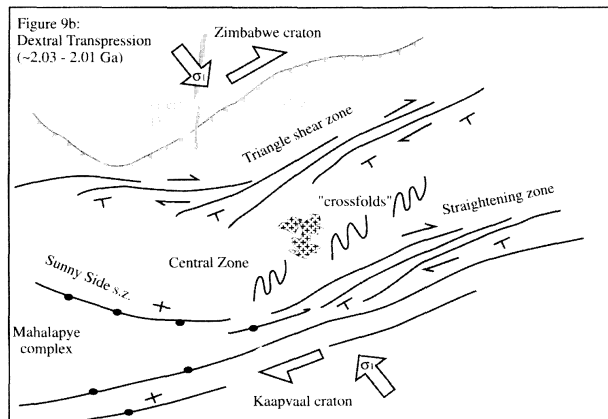 Figure 9b:
Dextral Transpression
(~2.03 - 2.01 Ga)
Zimbabwe craton
σ1
Triangle shear zone
"crossfolds"
Straightening zone
Central Zone
Sunny Side s.z.
Mahalapye
complex
σ1
Kaapvaal craton